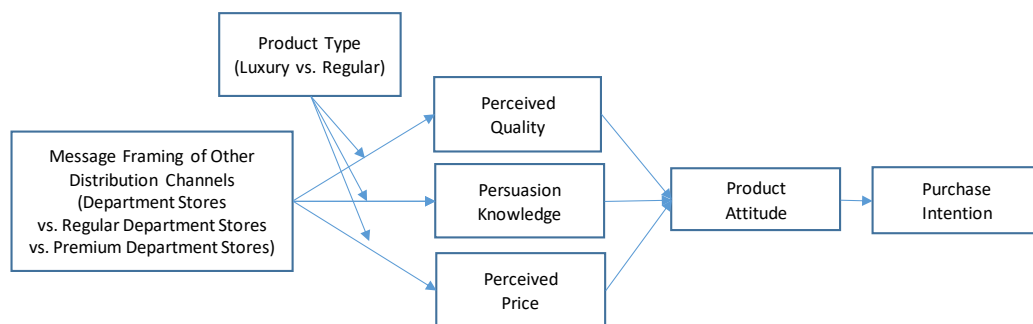 Product Type
(Luxury vs. Regular)
Perceived
Quality
Message Framing of Other
Distribution Channels
(Department Stores
vs. Regular Department Stores
vs. Premium Department Stores)
Persuasion
Knowledge
Product
Attitude
Purchase
Intention
Perceived
Price